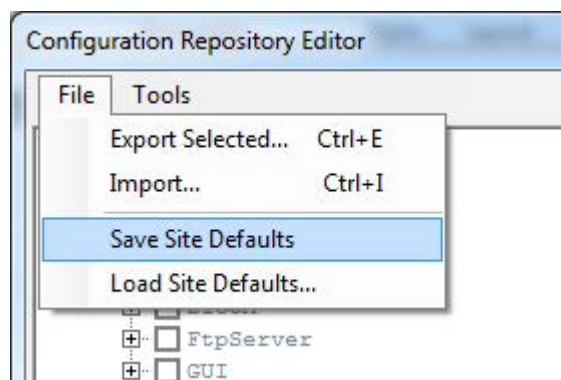 Configuration Repository Editor
File Tools
Export Selected... Ctrl+E
Import... Ctrl+I
Save Site Defaults
Load Site Defaults...
FtpServer
GUI